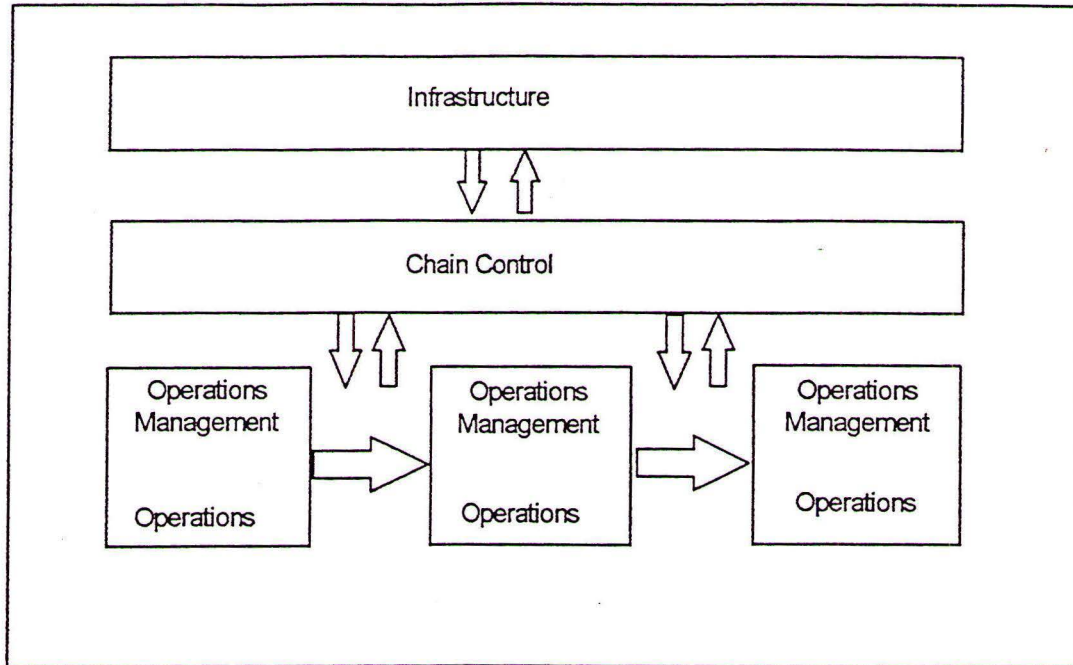 Infrastructure
Chain Control
Operations
Management
Operations
Operations
Management
Operations
Operations
Management
Operations